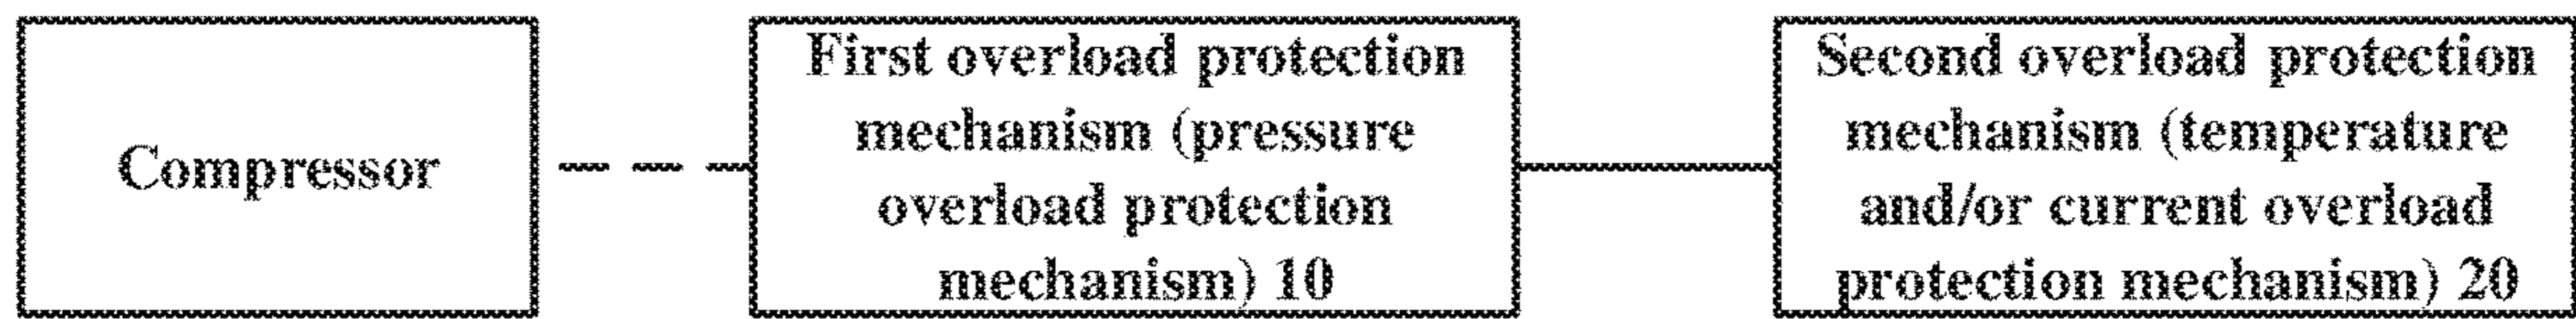 Compressor
First overload protection
mechanism (pressure
overload protection
mechanism) 10
Second overload protection
mechanism (temperature
and/or current overload
protection mechanism) 20